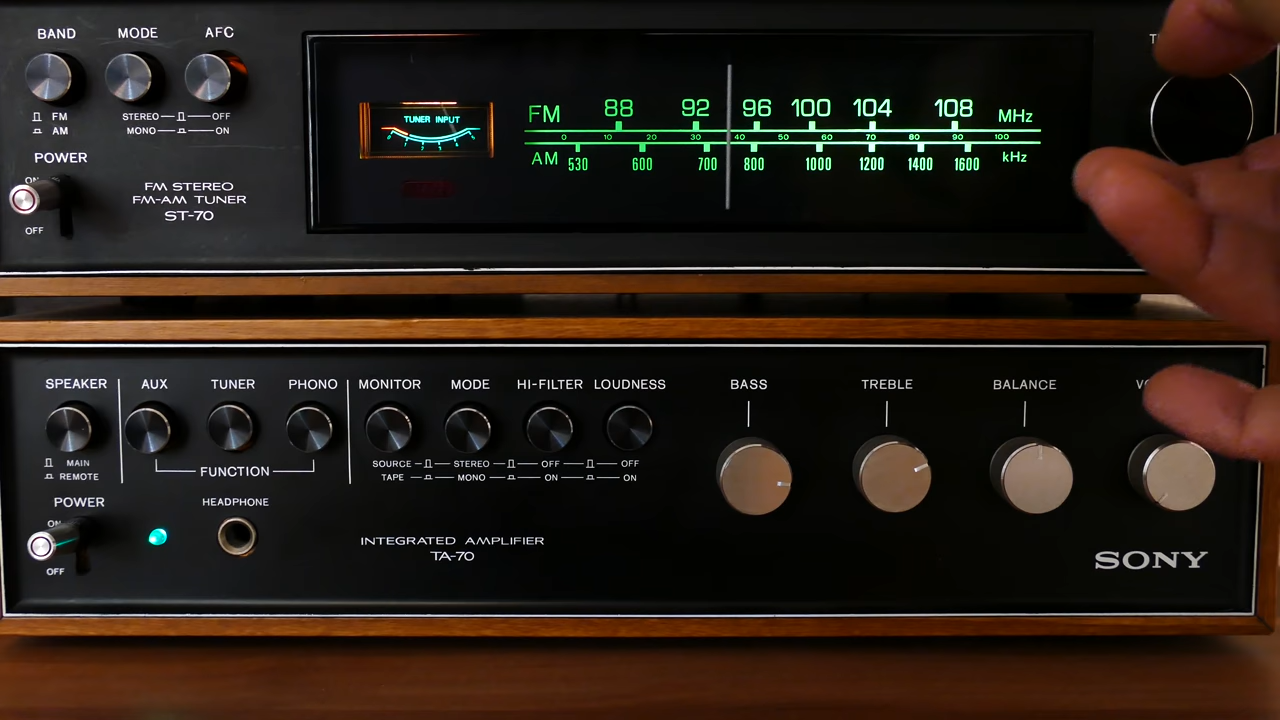 BAND MODE AFC
FM STEREO OFF
AM MONO ON
POWER
ON
OFF
FM STEREO
FM-AM TUNER
ST-70
TUNER INPUT
FM 88 92 96 100 104 108 MHz
0 10 20 30 40 50 60 70 80 90 100
AM 530 600 700 800 1000 1200 1400 1600 kHz
SPEAKER AUX TUNER PHONO MONITOR MODE HI-FILTER LOUDNESS BASS TREBLE BALANCE
MAIN
REMOTE
FUNCTION
SOURCE STEREO OFF OFF
TAPE MONO ON ON
POWER
ON
OFF
HEADPHONE
INTEGRATED AMPLIFIER
TA-70
SONY